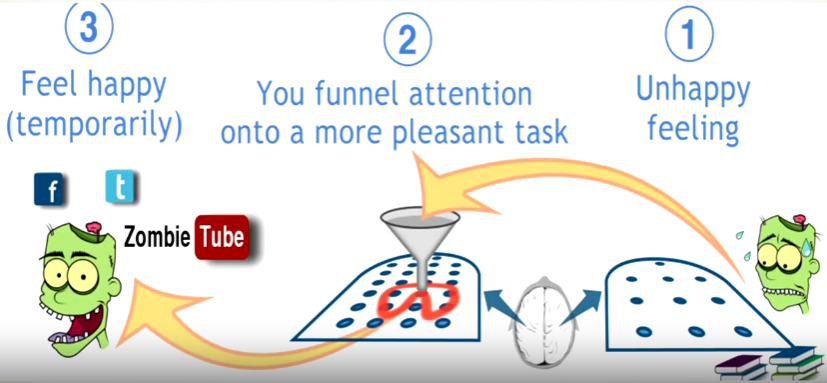 3
Feel happy
(temporarily)
2
You funnel attention
onto a more pleasant task
1
Unhappy
feeling
f
t
Zombie Tube